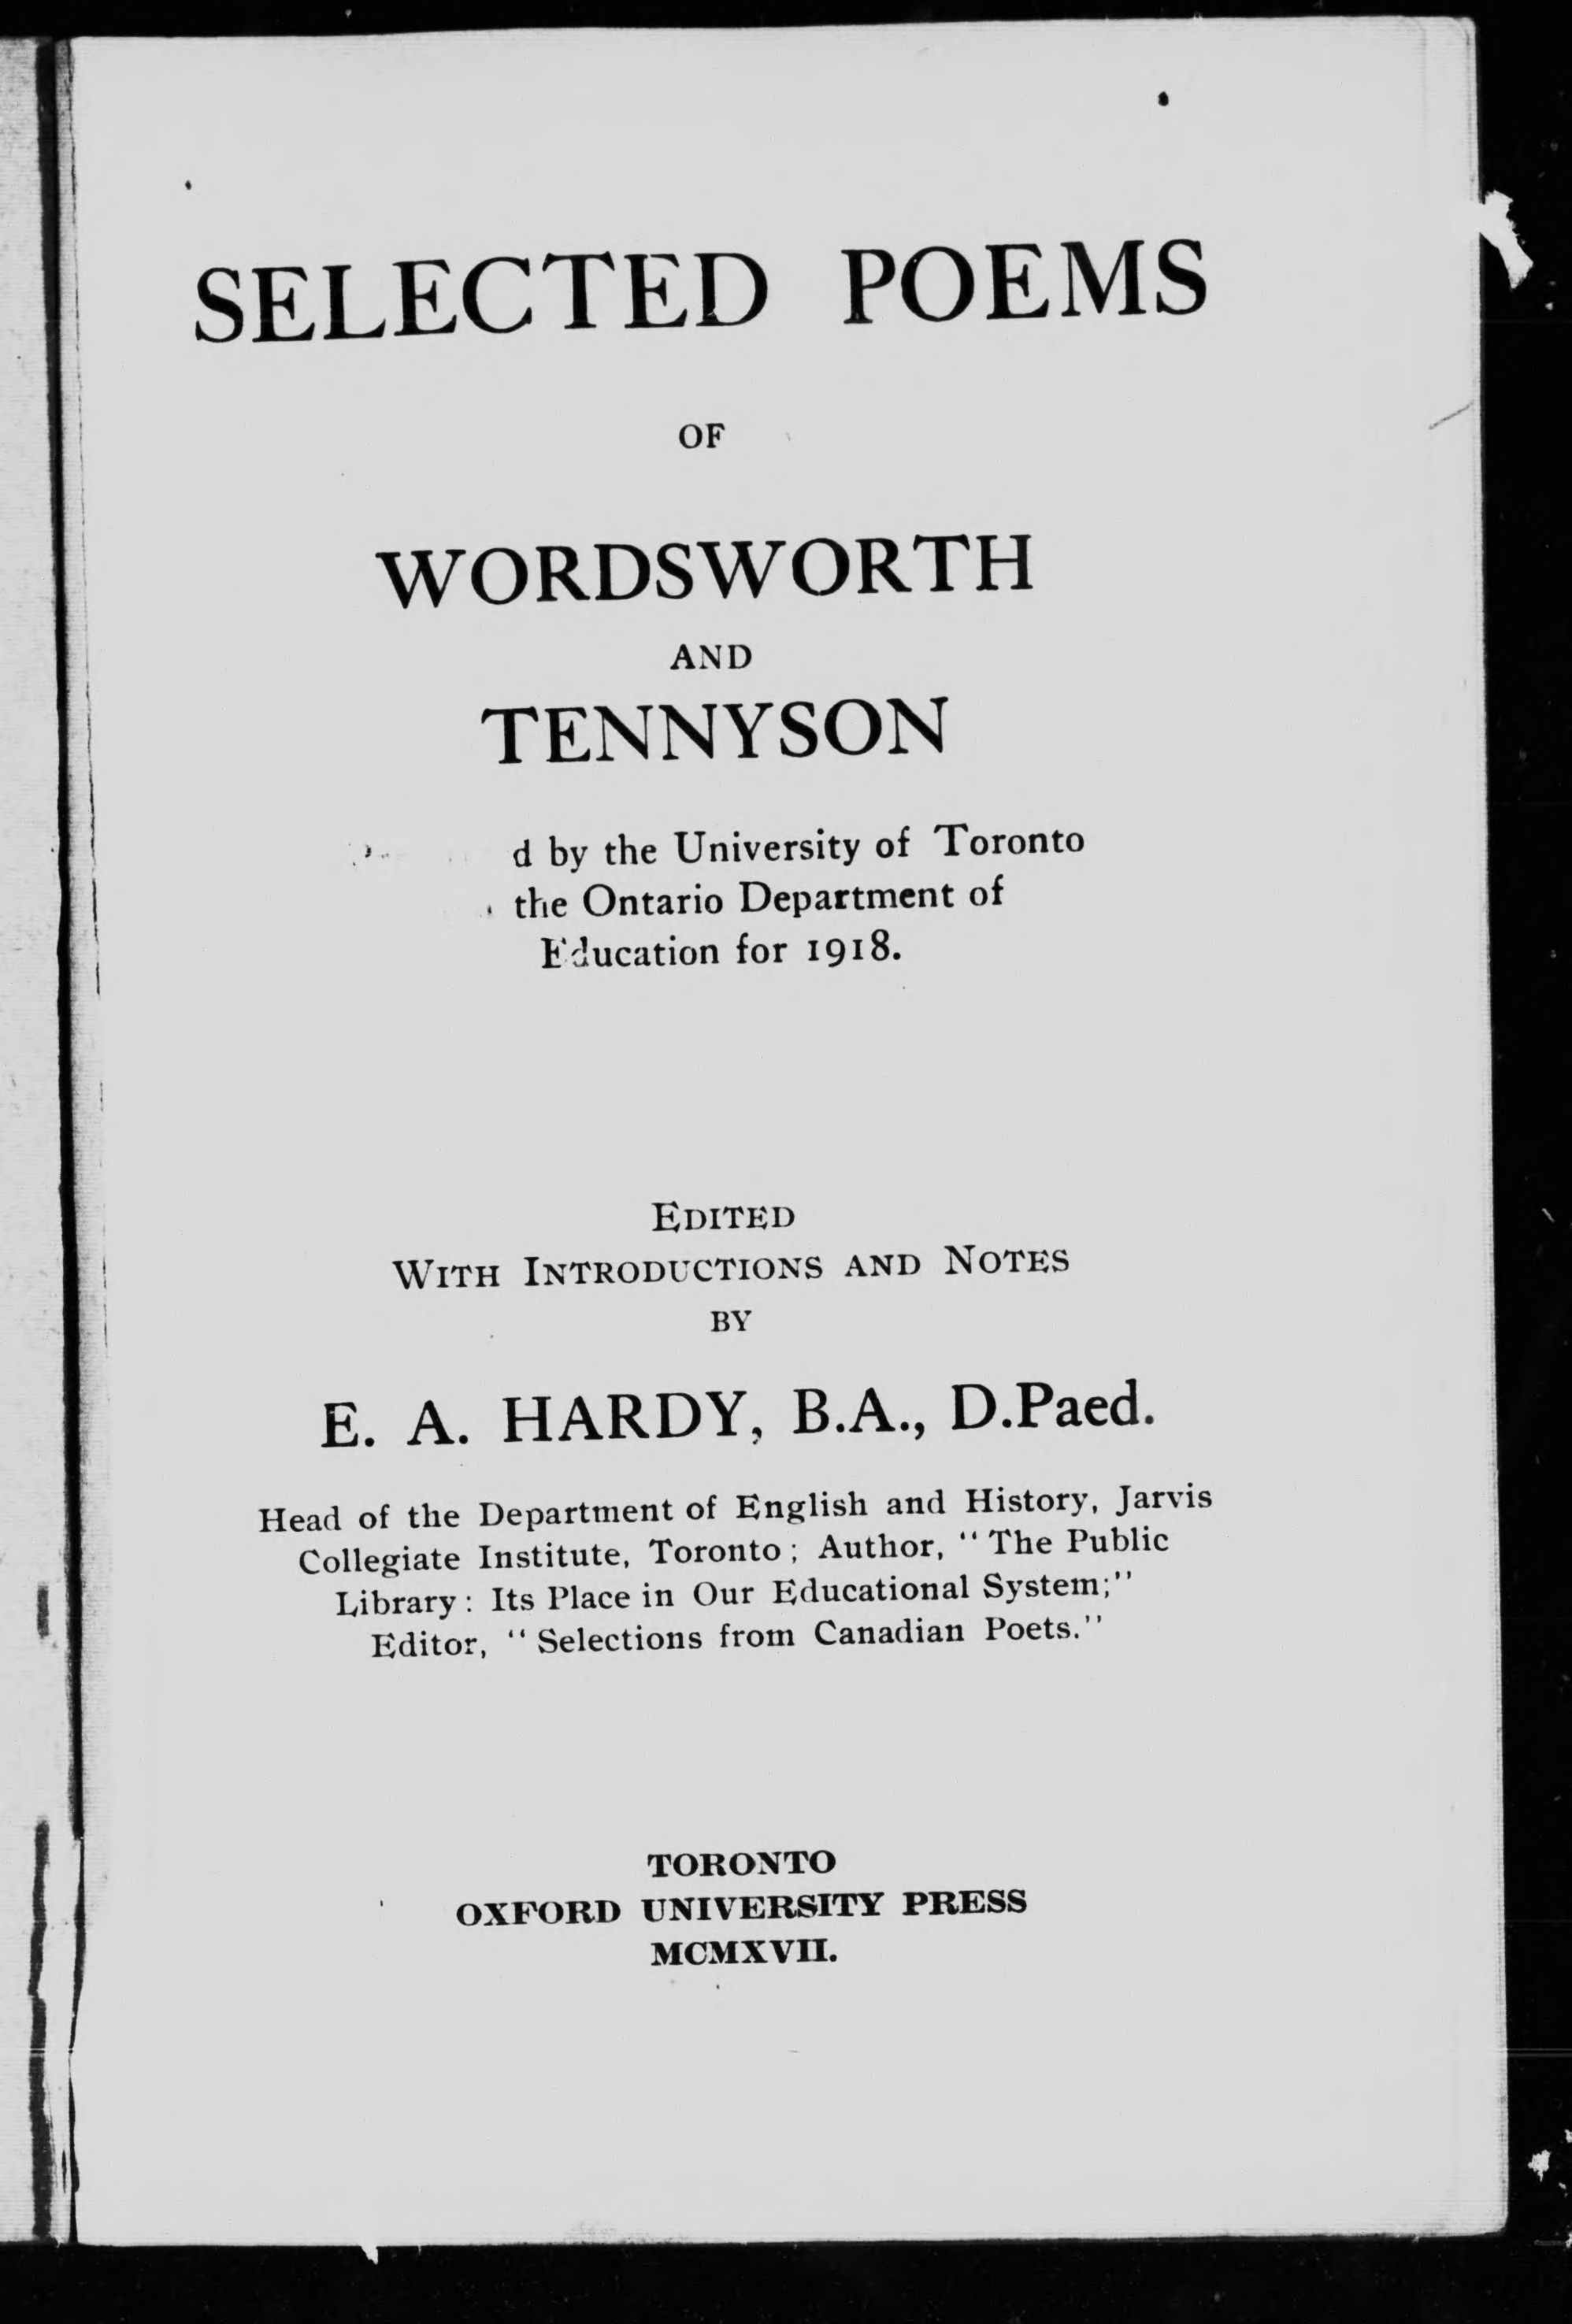 SELECTED POEMS
OF
WORDSWORTH
AND
TENNYSON
by the University of Toronto
the Ontario Department of
Education for 1918.
EDITED
WITH INTRODUCTIONS AND NOTES
BY
E. A. HARDY, B.A., D.Paed.
Head of the Department of English and History, Jarvis
Collegiate Institute, Toronto; Author, "The Public
Library: Its Place in Our Educational System;"
Editor, "Selections from Canadian Poets."
TORONTO
OXFORD UNIVERSITY PRESS
MCMXVII.